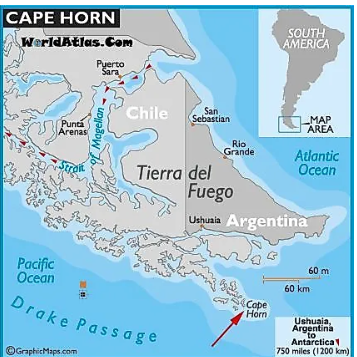 CAPE HORN
WorldAtlas.Com
SOUTH
AMERICA
MAP
AREA
Puerto
Sara
Chile
San
Sebastian
Punta
Arenas
Strait of Magellan
Rio
Grande
Atlantic
Ocean
Tierra del
Fuego
Ushuaia
Argentina
Pacific
Ocean
60 m
60 km
Cape
Horn
Drake Passage
Ushuaia,
Argentina
to
Antarctica
750 miles (1200 km)
©GraphicMaps.com